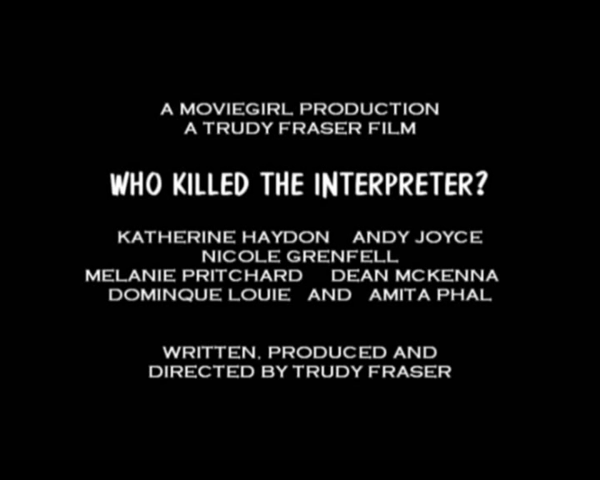 A MOVIEGIRL PRODUCTION
A TRUDY FRASER FILM
WHO KILLED THE INTERPRETER?
KATHERINE HAYDON ANDY JOYCE
NICOLE GRENFELL
MELANIE PRITCHARD DEAN MCKENNA
DOMINQUE LOUIE AND AMITA PHAL
WRITTEN, PRODUCED AND
DIRECTED BY TRUDY FRASER